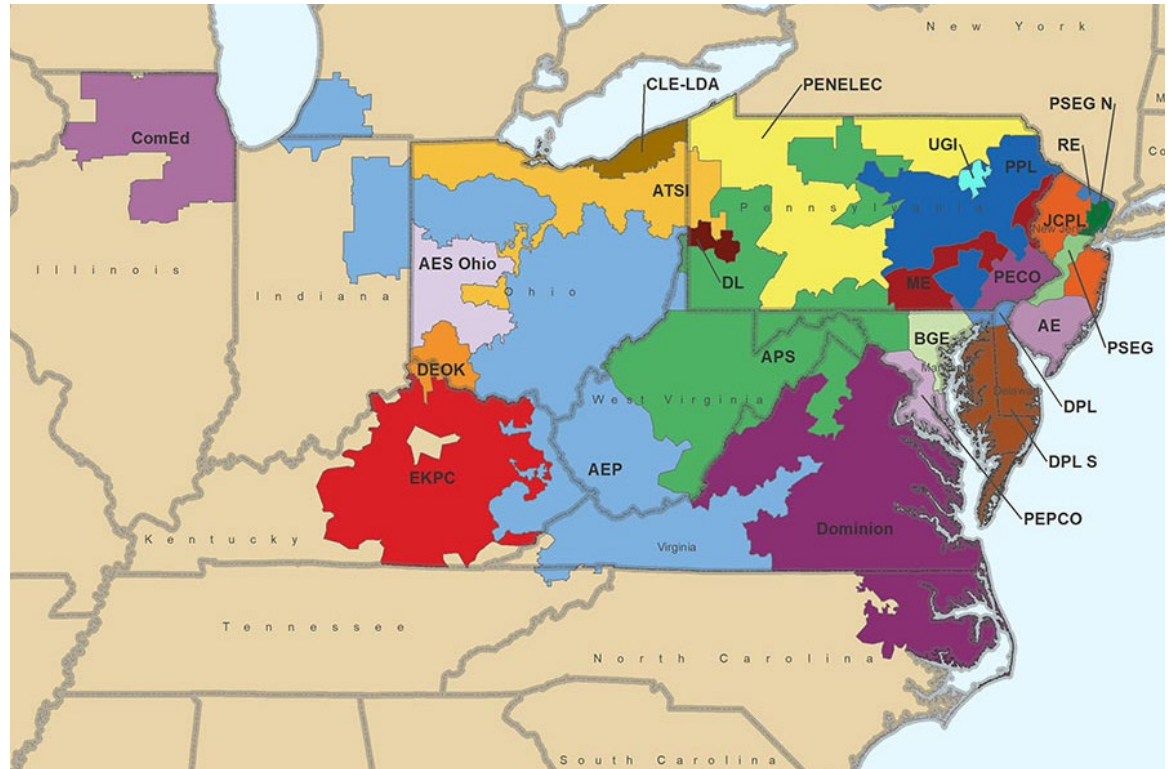 New York
CLE-LDA
PENELEC
PSEG N
ComEd
UGI
RE
PPL
ATSI
Pennsylvania
JCPL
New Jer
Illinois
AES Ohio
Indiana
Ohio
DL
ME
PECO
AE
BGE
PSEG
DEOK
APS
Maryland
Delaware
West Virginia
DPL
AEP
DPL S
EKPC
PEPCO
Kentucky
Virginia
Dominion
Tennessee
North Carolina
South Carolina